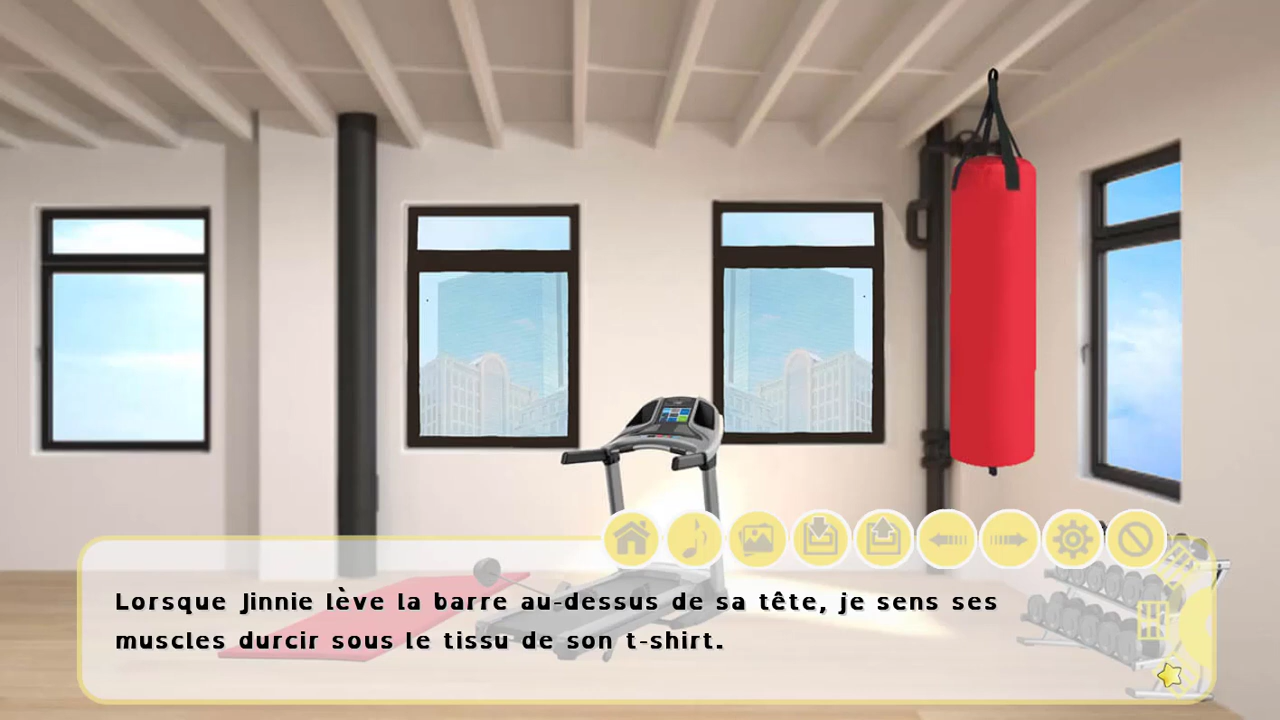 Lorsque Jinnie lève la barre au-dessus de sa tête, je sens ses
muscles durcir sous le tissu de son t-shirt.